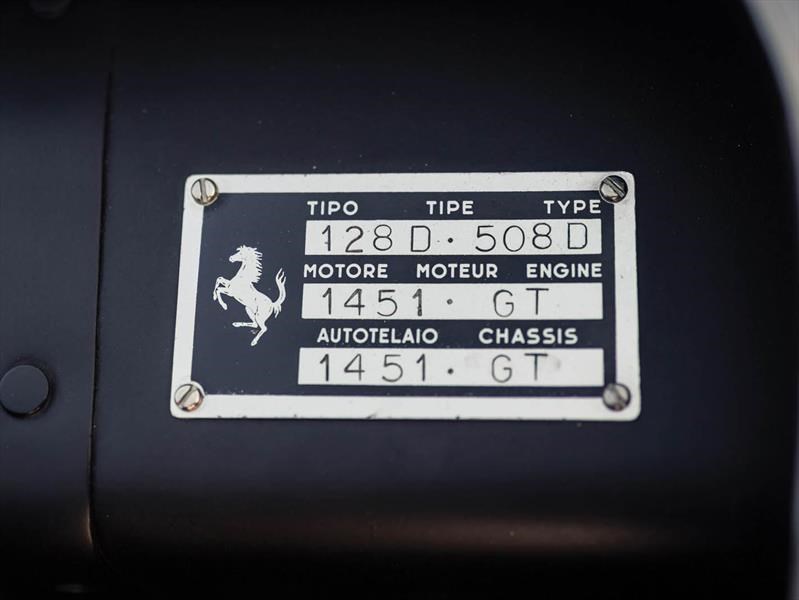 TIPO TIPE TYPE
128 D · 508 D
MOTORE MOTEUR ENGINE
1451 · GT
AUTOTELAIO CHASSIS
1451 · GT